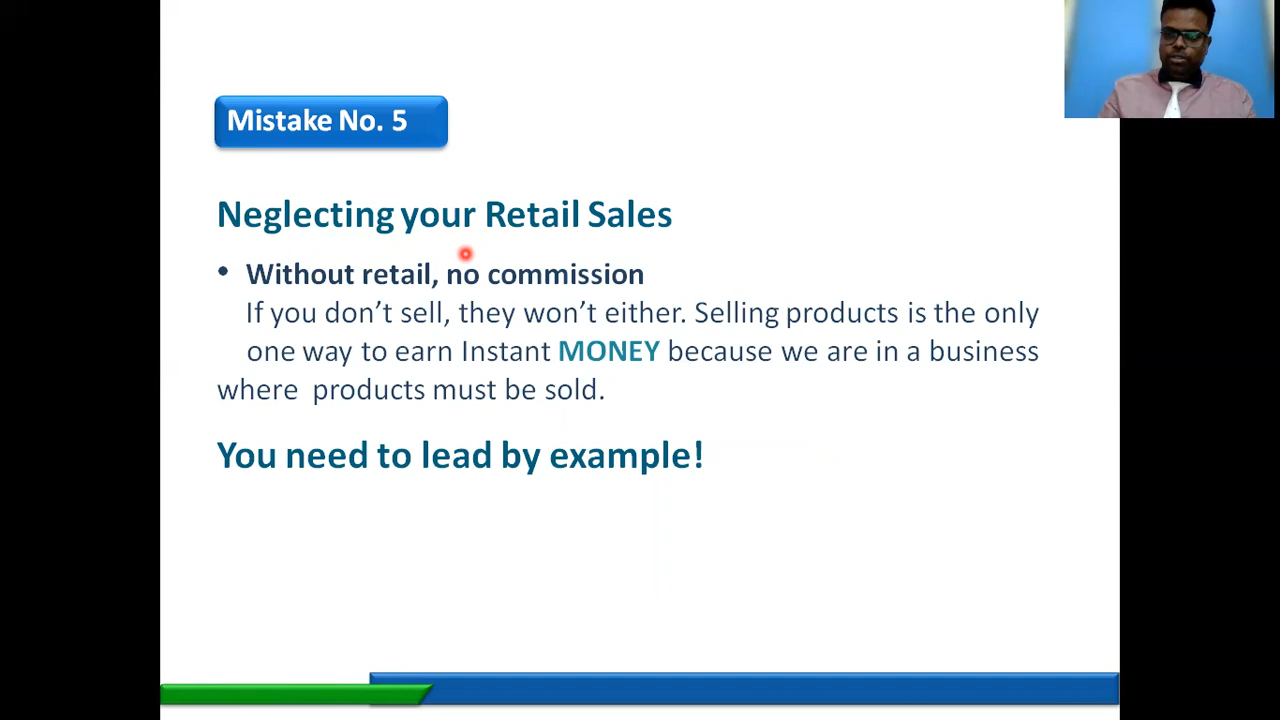 Mistake No. 5
Neglecting your Retail Sales
• Without retail, no commission
If you don’t sell, they won’t either. Selling products is the only
one way to earn Instant MONEY because we are in a business
where products must be sold.
You need to lead by example!